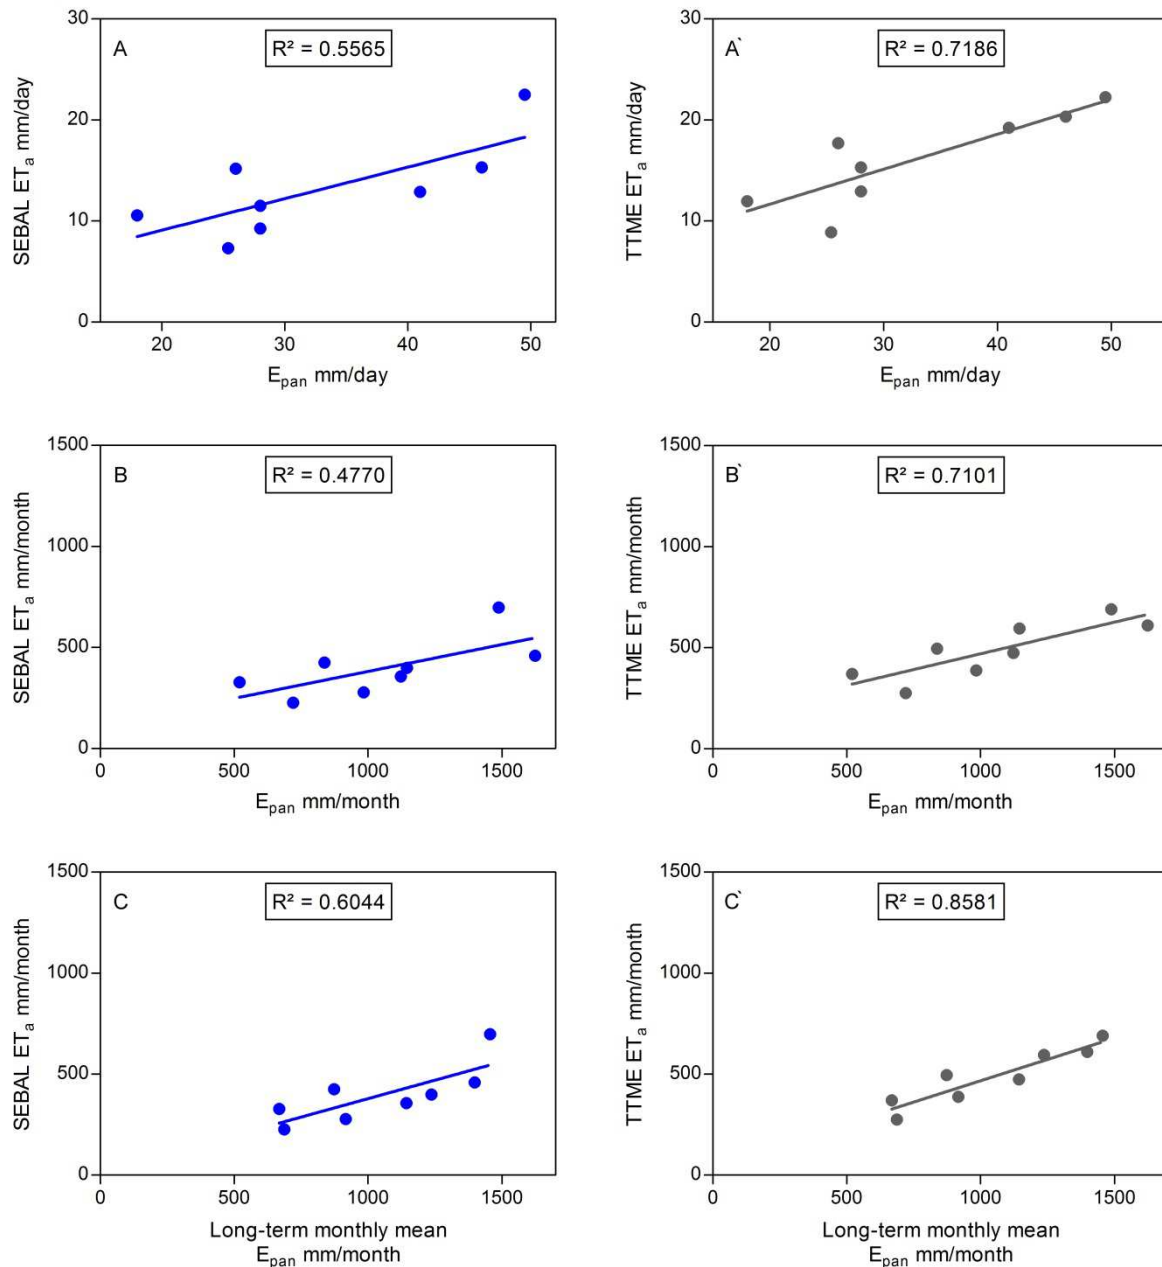 A
R² = 0.5565
SEBAL ETₐ mm/day
30
20
10
0
20
30
40
50
Eₚₐₙ mm/day
A`
R² = 0.7186
TTME ETₐ mm/day
30
20
10
0
20
30
40
50
Eₚₐₙ mm/day
B
R² = 0.4770
SEBAL ETₐ mm/month
1500
1000
500
0
0
500
1000
1500
Eₚₐₙ mm/month
B`
R² = 0.7101
TTME ETₐ mm/month
1500
1000
500
0
0
500
1000
1500
Eₚₐₙ mm/month
C
R² = 0.6044
SEBAL ETₐ mm/month
1500
1000
500
0
0
500
1000
1500
Long-term monthly mean
Eₚₐₙ mm/month
C`
R² = 0.8581
TTME ETₐ mm/month
1500
1000
500
0
0
500
1000
1500
Long-term monthly mean
Eₚₐₙ mm/month